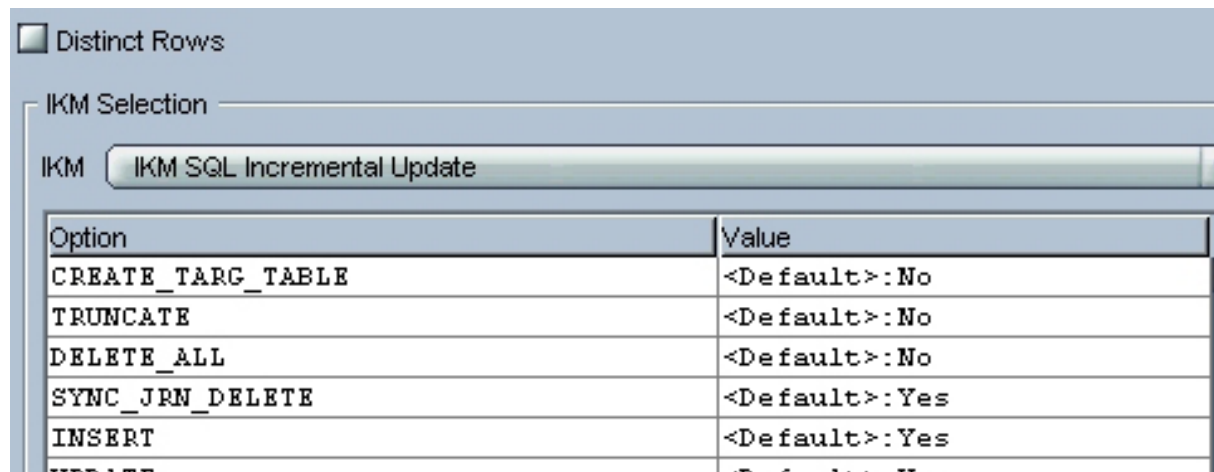 Distinct Rows
IKM Selection
IKM IKM SQL Incremental Update
Option Value
CREATE_TARG_TABLE <Default>:No
TRUNCATE <Default>:No
DELETE_ALL <Default>:No
SYNC_JRN_DELETE <Default>:Yes
INSERT <Default>:Yes